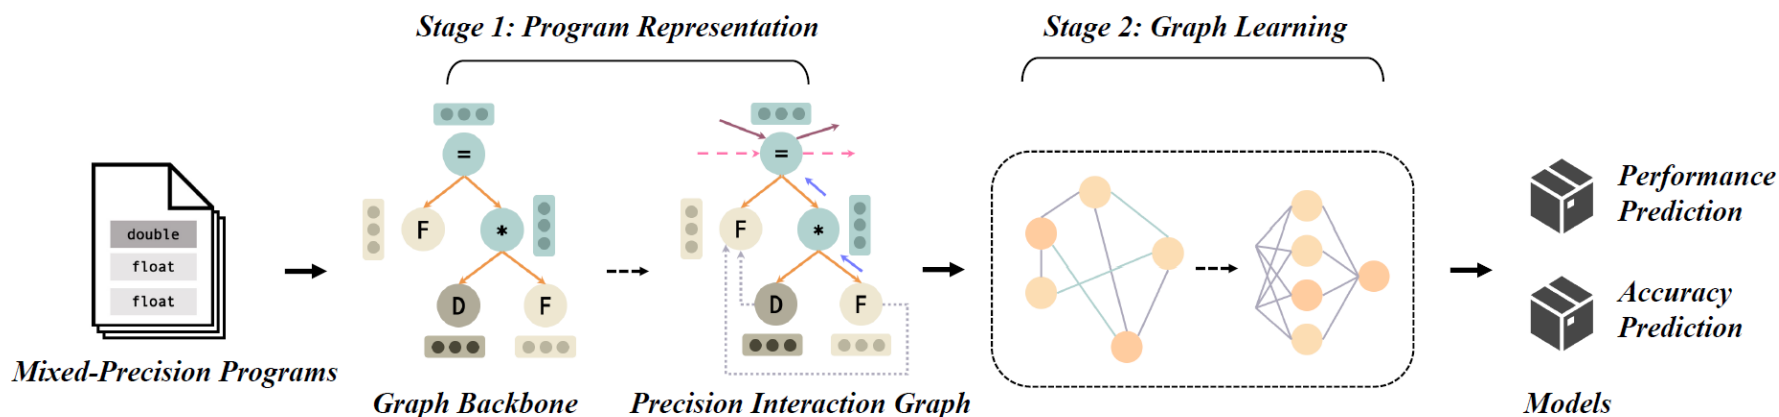 Stage 1: Program Representation
Stage 2: Graph Learning
double
float
float
Mixed-Precision Programs
=
F
*
D
F
Graph Backbone
=
F
*
D
F
Precision Interaction Graph
Performance
Prediction
Accuracy
Prediction
Models